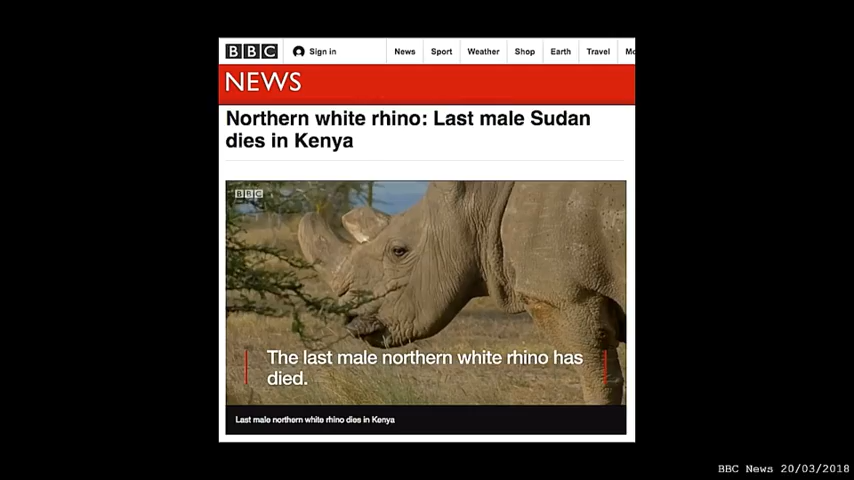 BBC Sign in News Sport Weather Shop Earth Travel
NEWS
Northern white rhino: Last male Sudan
dies in Kenya
BBC
The last male northern white rhino has
died.
Last male northern white rhino dies in Kenya
BBC News 20/03/2018